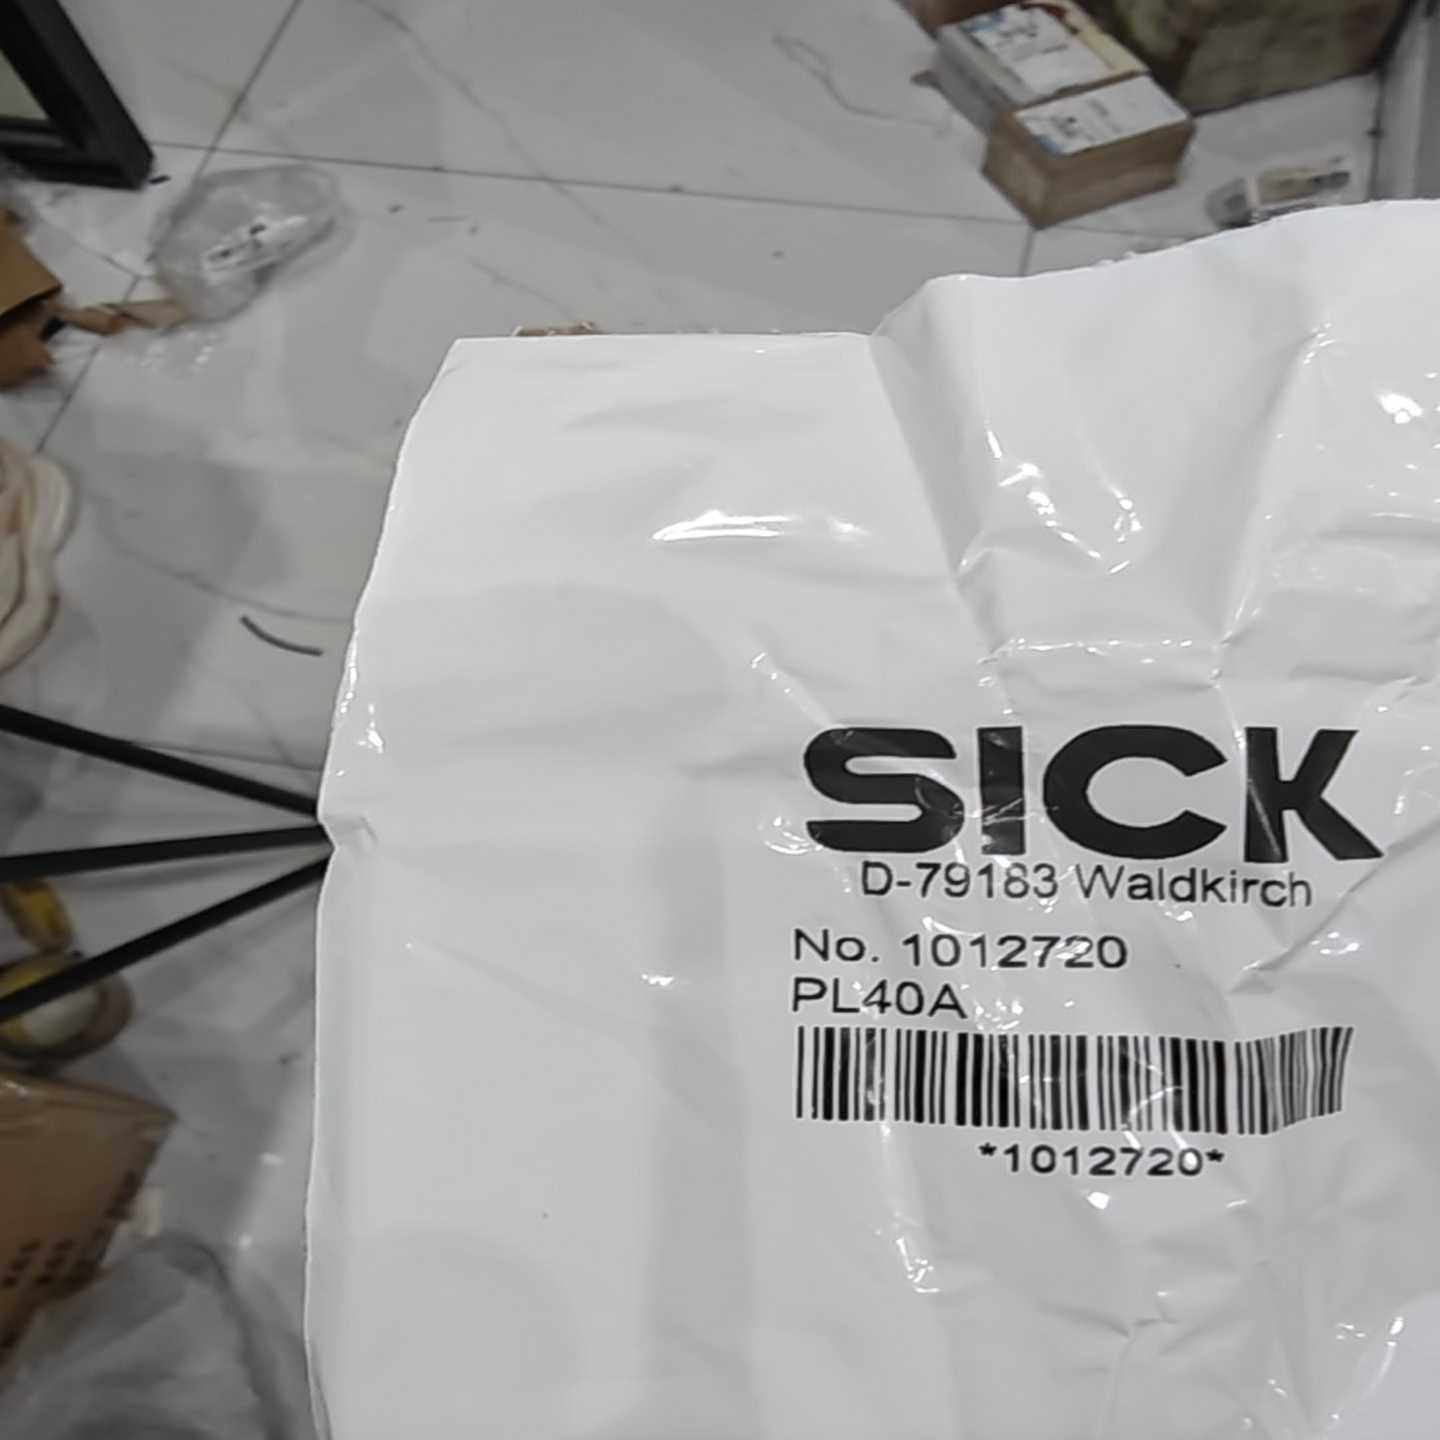 SICK
D-79183 Waldkirch
No. 1012720
PL40A
*1012720*